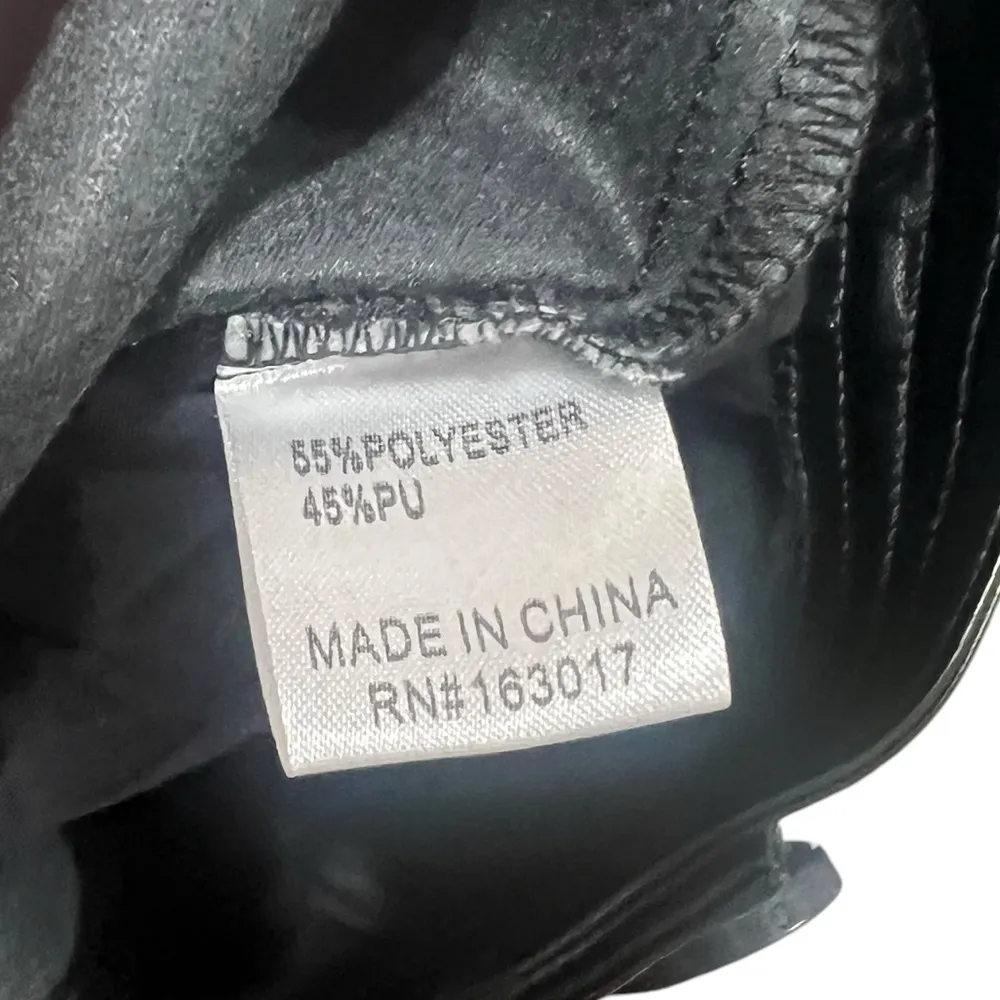 55%POLYESTER
45%PU
MADE IN CHINA
RN#163017